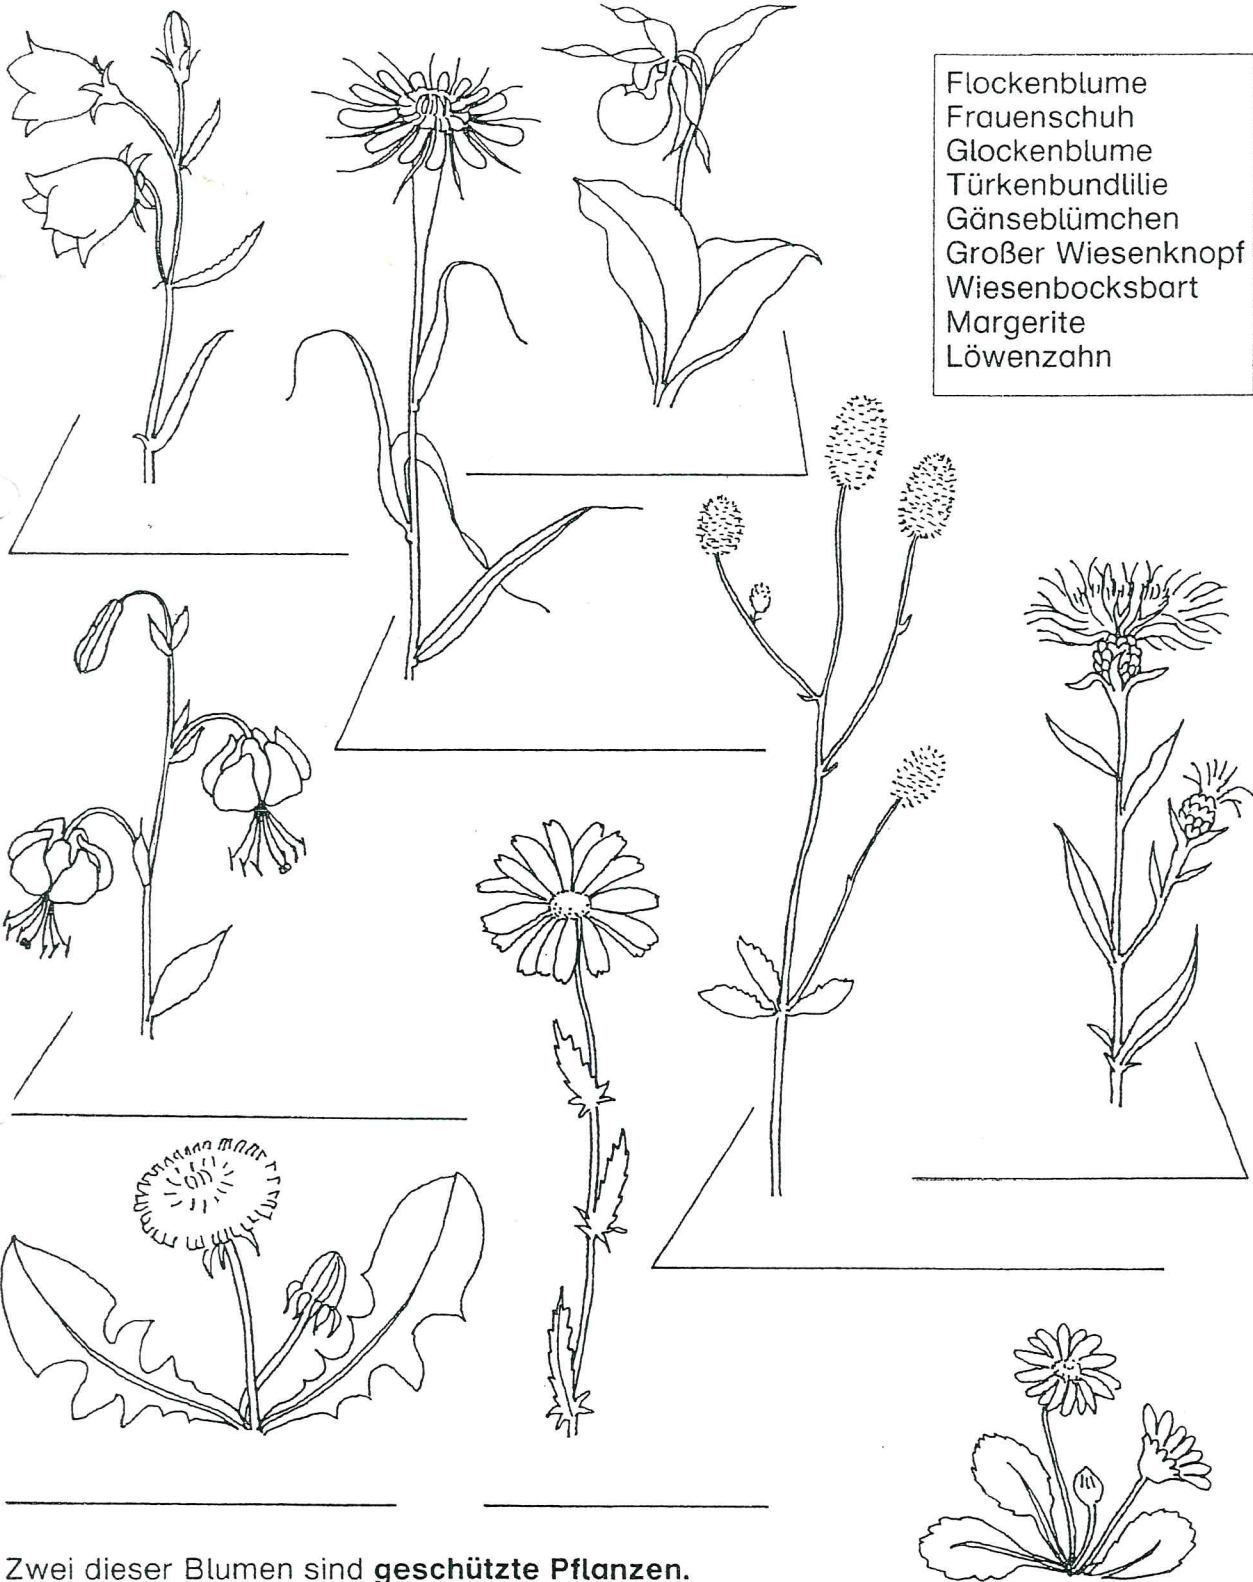 Flockenblume
Frauenschuh
Glockenblume
Türkenbundlilie
Gänseblümchen
Großer Wiesenknopf
Wiesenbocksbart
Margerite
Löwenzahn
Zwei dieser Blumen sind geschützte Pflanzen.